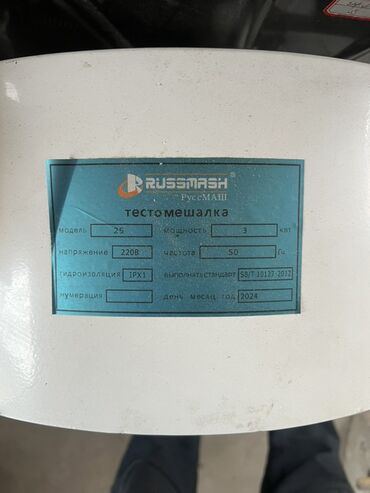 RUSSMASH®
РуссМАШ
тестомешалка
модель 25 мощность 3 квт
напряжение 220В частота 50 Гц
гидроизоляция IPX1 выполнять стандарт SB/T 10127-2012
нумерация день месяц год 2024